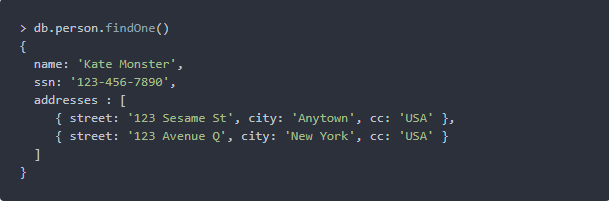 > db.person.findOne()
{
  name: 'Kate Monster',
  ssn: '123-456-7890',
  addresses : [
     { street: '123 Sesame St', city: 'Anytown', cc: 'USA' },
     { street: '123 Avenue Q', city: 'New York', cc: 'USA' }
  ]
}